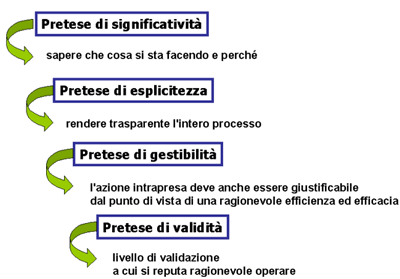 Pretese di significatività
sapere che cosa si sta facendo e perché
Pretese di esplicitezza
rendere trasparente l'intero processo
Pretese di gestibilità
l'azione intrapresa deve anche essere giustificabile
dal punto di vista di una ragionevole efficienza ed efficacia
Pretese di validità
livello di validazione
a cui si reputa ragionevole operare